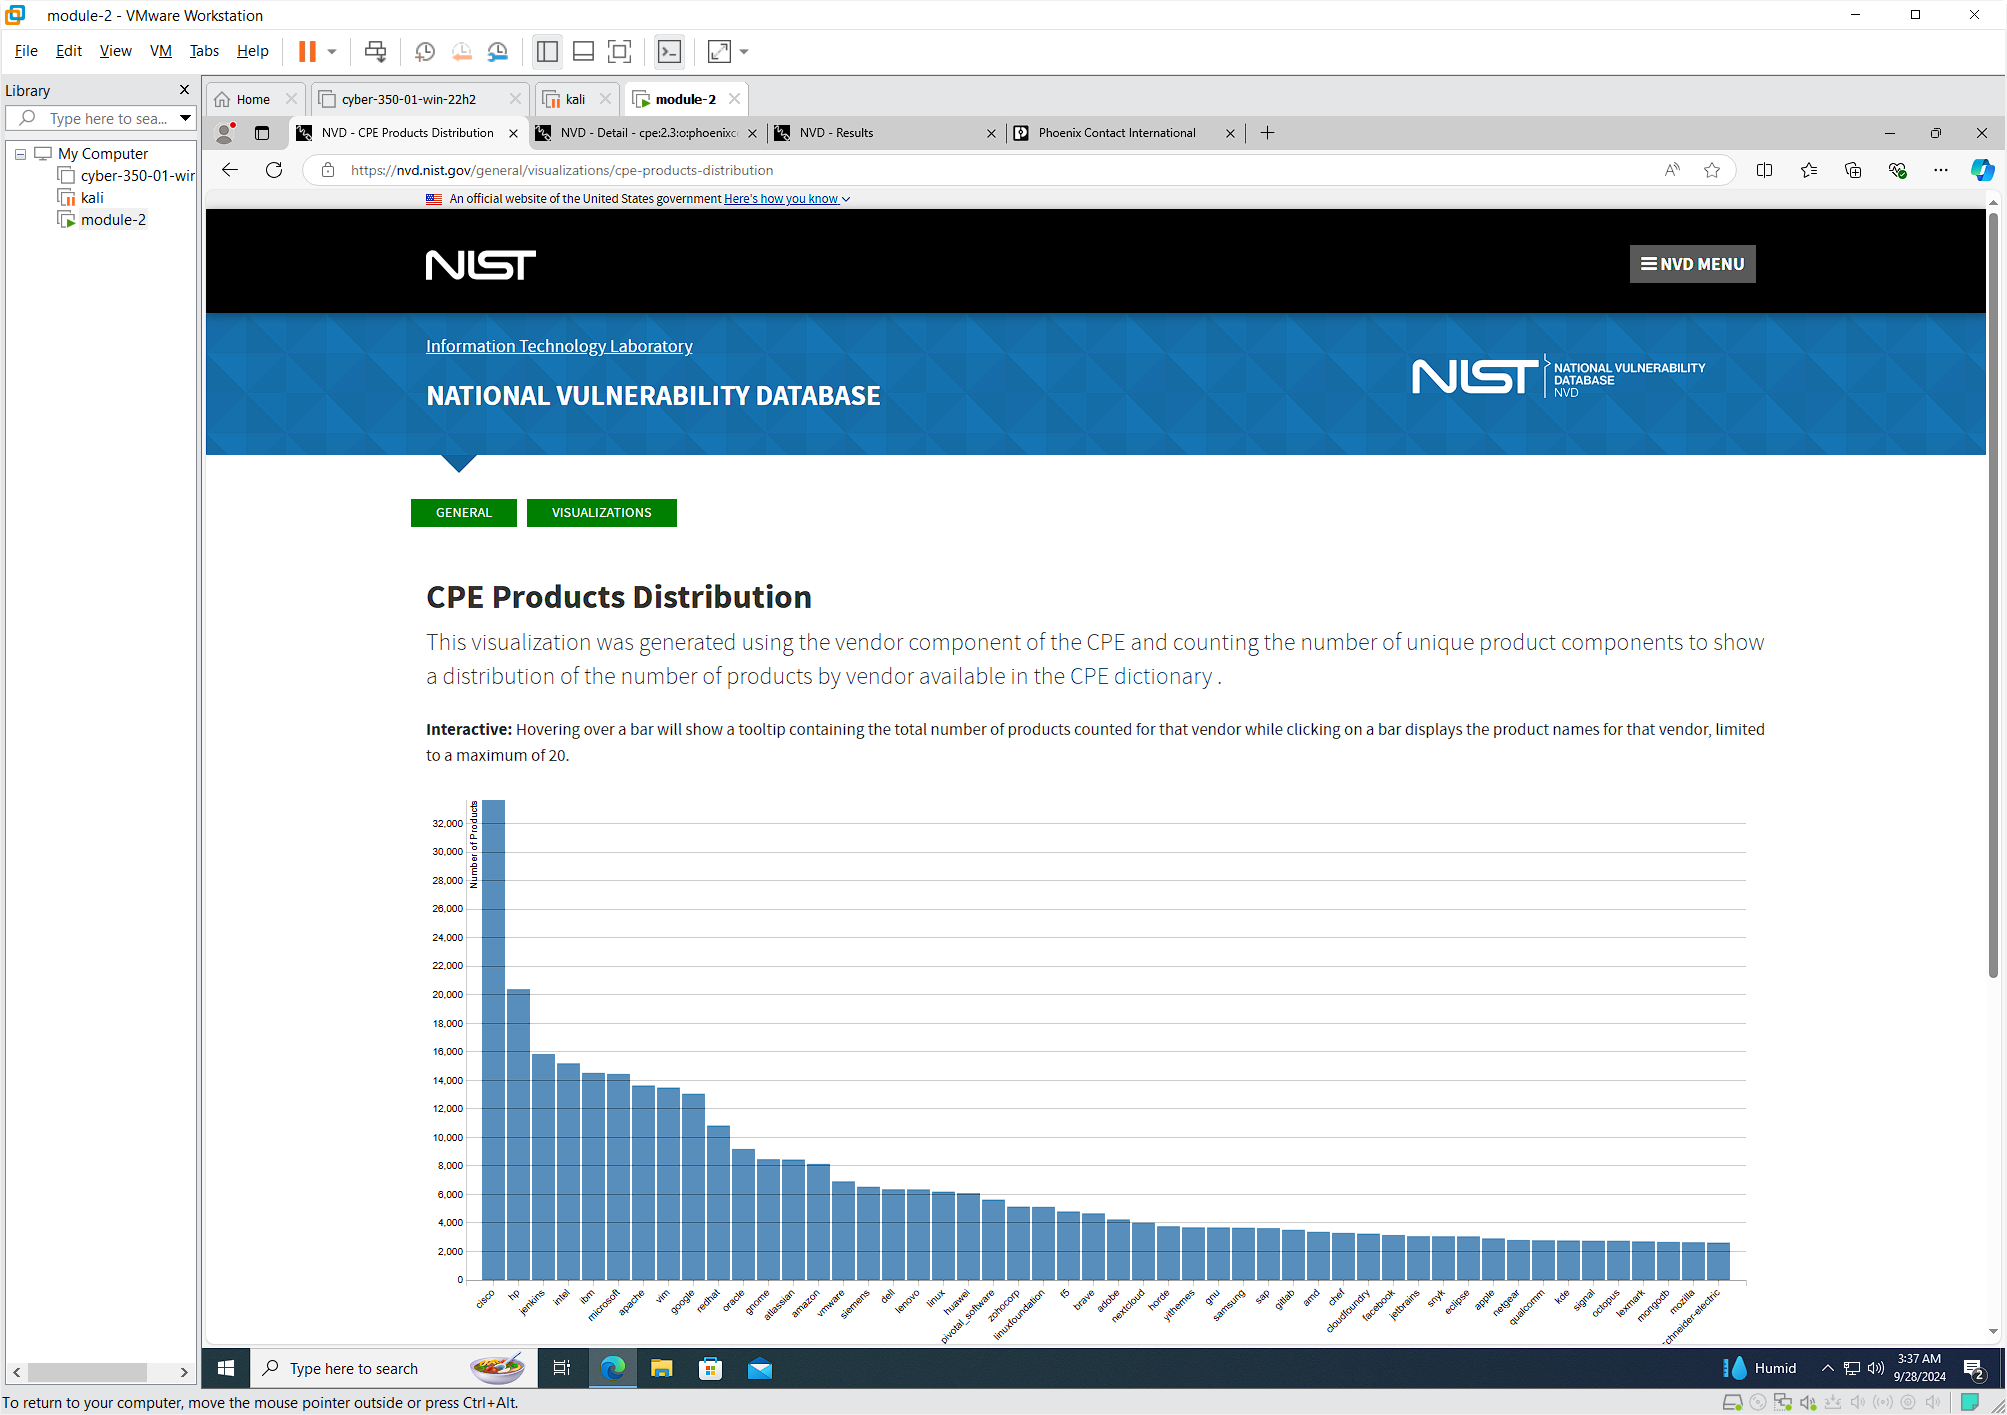 module-2 - VMware Workstation
File Edit View VM Tabs Help
Library
Type here to sea...
My Computer
cyber-350-01-wir
kali
module-2
Home
cyber-350-01-win-22h2
kali
module-2
NVD - CPE Products Distribution
NVD - Detail - cpe:2.3:o:phoenixc
NVD - Results
Phoenix Contact International
https://nvd.nist.gov/general/visualizations/cpe-products-distribution
An official website of the United States government Here's how you know
NIST
NVD MENU
Information Technology Laboratory
NATIONAL VULNERABILITY DATABASE
NIST
NATIONAL VULNERABILITY
DATABASE
NVD
GENERAL
VISUALIZATIONS
CPE Products Distribution
This visualization was generated using the vendor component of the CPE and counting the number of unique product components to show
a distribution of the number of products by vendor available in the CPE dictionary .
Interactive: Hovering over a bar will show a tooltip containing the total number of products counted for that vendor while clicking on a bar displays the product names for that vendor, limited
to a maximum of 20.
Number of Products
32,000
30,000
28,000
26,000
24,000
22,000
20,000
18,000
16,000
14,000
12,000
10,000
8,000
6,000
4,000
2,000
0
cisco
hp
jenkins
intel
ibm
microsoft
apache
vim
google
redhat
oracle
gnome
atlassian
amazon
vmware
siemens
dell
lenovo
linux
huawei
pivotal_software
zohocorp
linuxfoundation
f5
brave
adobe
nextcloud
horde
yithemes
gnu
samsung
sap
gitlab
amd
chef
cloudfoundry
facebook
jetbrains
snyk
eclipse
apple
netgear
qualcomm
kde
signal
octopus
lexmark
mongodb
mozilla
chneider-electric
Type here to search
Humid
3:37 AM
9/28/2024
2
To return to your computer, move the mouse pointer outside or press Ctrl+Alt.